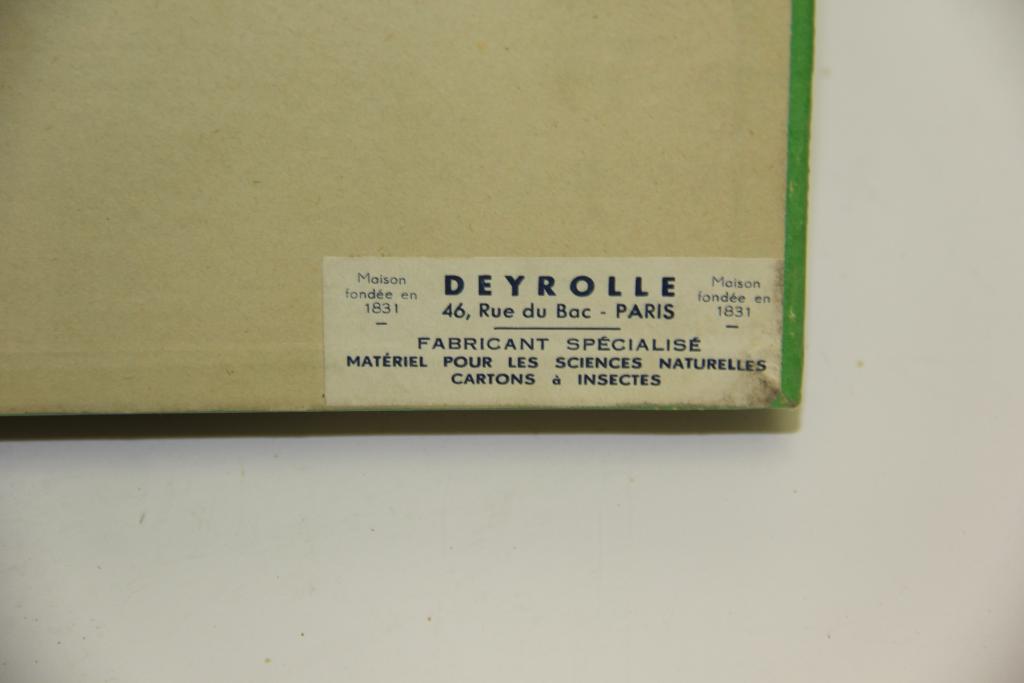 Maison
fondée en
1831
DEYROLLE
46, Rue du Bac - PARIS
Maison
fondée en
1831
FABRICANT SPÉCIALISÉ
MATÉRIEL POUR LES SCIENCES NATURELLES
CARTONS à INSECTES